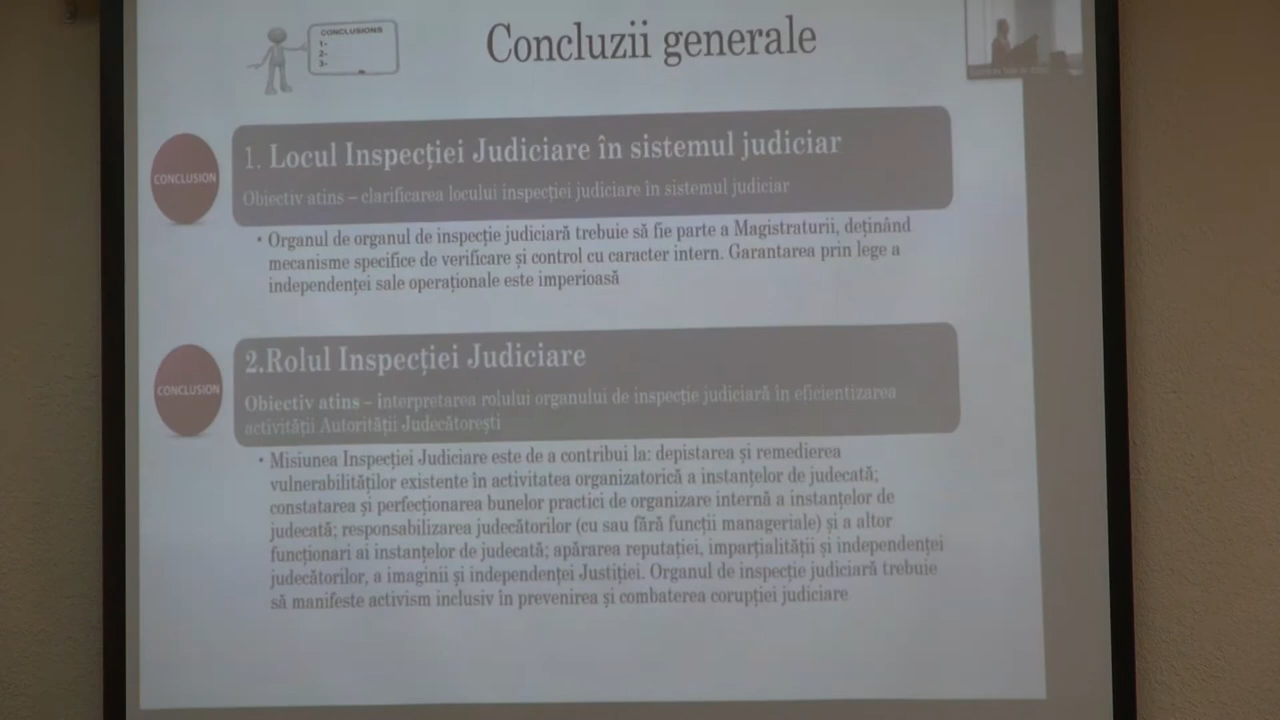 CONCLUSIONS
1-
2-
3-
Concluzii generale
CONCLUSION
1. Locul Inspecției Judiciare în sistemul judiciar
Obiectiv atins – clarificarea locului inspecției judiciare în sistemul judiciar
• Organul de organul de inspecție judiciară trebuie să fie parte a Magistraturii, deținând
mecanisme specifice de verificare și control cu caracter intern. Garantarea prin lege a
independenței sale operaționale este imperioasă
CONCLUSION
2.Rolul Inspecției Judiciare
Obiectiv atins – interpretarea rolului organului de inspecție judiciară în eficientizarea
activității Autorității Judecătorești
• Misiunea Inspecției Judiciare este de a contribui la: depistarea și remedierea
vulnerabilităților existente în activitatea organizatorică a instanțelor de judecată;
constatarea și perfecționarea bunelor practici de organizare internă a instanțelor de
judecată; responsabilizarea judecătorilor (cu sau fără funcții manageriale) și a altor
funcționari ai instanțelor de judecată; apărarea reputației, imparțialității și independenței
judecătorilor, a imaginii și independenței Justiției. Organul de inspecție judiciară trebuie
să manifeste activism inclusiv în prevenirea și combaterea corupției judiciare